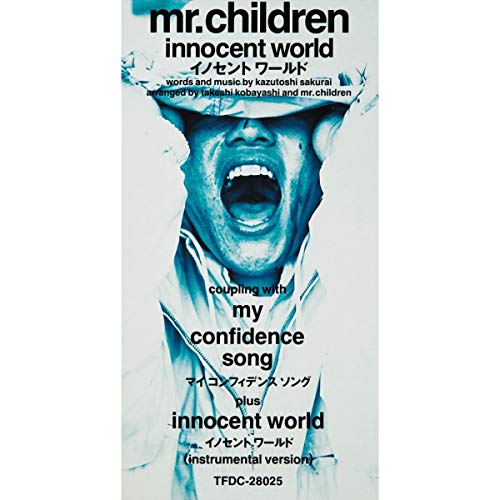 mr.children
innocent world
イノセント ワールド
words and music by kazutoshi sakurai
arranged by takeshi kobayashi and mr.children
coupling with
my
confidence
song
マイ コンフィデンス ソング
plus
innocent world
イノセント ワールド
(instrumental version)
TFDC-28025